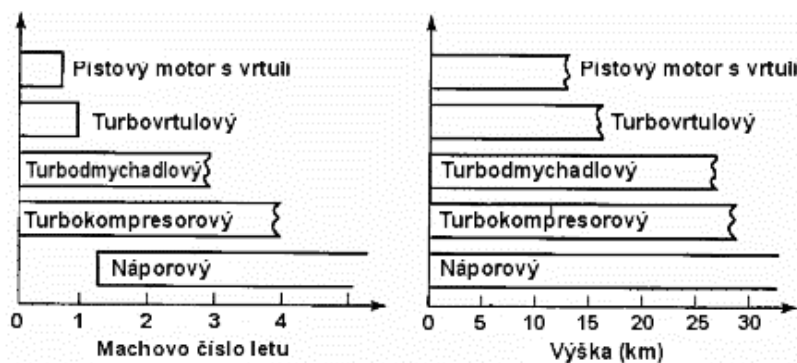 Pístový motor s vrtulí
Turbovrtulový
Turbodmychadlový
Turbokompresorový
Náporový
0 1 2 3 4
Machovo číslo letu
Pístový motor s vrtulí
Turbovrtulový
Turbodmychadlový
Turbokompresorový
Náporový
0 5 10 15 20 25 30
Výška (km)